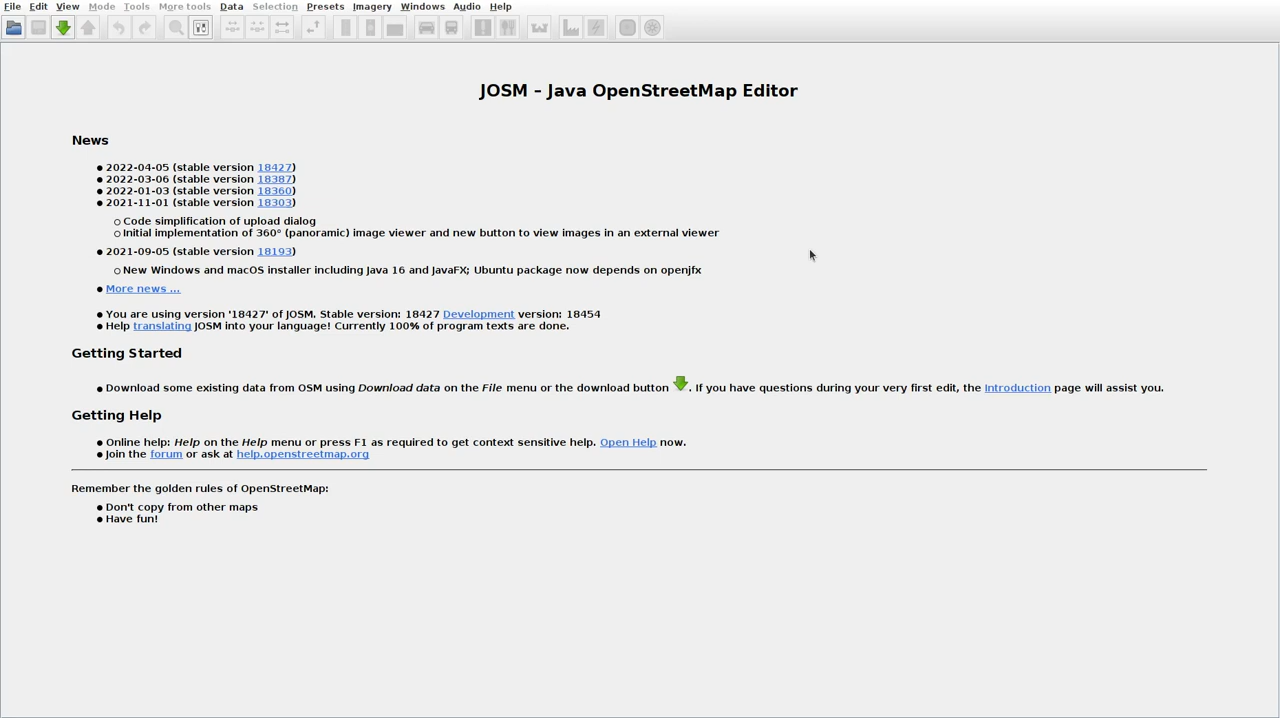 File Edit View Mode Tools More tools Data Selection Presets Imagery Windows Audio Help
JOSM – Java OpenStreetMap Editor
News
2022-04-05 (stable version 18427)
2022-03-06 (stable version 18387)
2022-01-03 (stable version 18360)
2021-11-01 (stable version 18303)
Code simplification of upload dialog
Initial implementation of 360° (panoramic) image viewer and new button to view images in an external viewer
2021-09-05 (stable version 18193)
New Windows and macOS installer including Java 16 and JavaFX; Ubuntu package now depends on openjfx
More news ...
You are using version '18427' of JOSM. Stable version: 18427 Development version: 18454
Help translating JOSM into your language! Currently 100% of program texts are done.
Getting Started
Download some existing data from OSM using Download data on the File menu or the download button . If you have questions during your very first edit, the Introduction page will assist you.
Getting Help
Online help: Help on the Help menu or press F1 as required to get context sensitive help. Open Help now.
Join the forum or ask at help.openstreetmap.org
Remember the golden rules of OpenStreetMap:
Don't copy from other maps
Have fun!